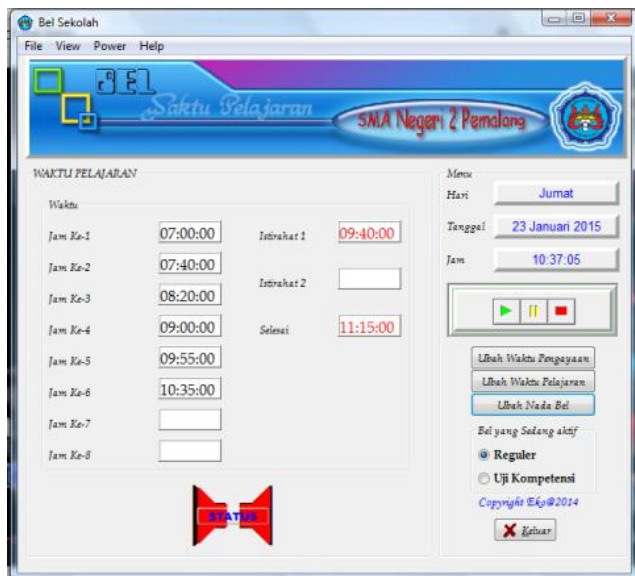 Bel Sekolah
File View Power Help
BEL
Saktu Pelajaran
SMA Negeri 2 Pemalang
WAKTU PELAJARAN
Waktu
Jam Ke-1 07:00:00
Jam Ke-2 07:40:00
Jam Ke-3 08:20:00
Jam Ke-4 09:00:00
Jam Ke-5 09:55:00
Jam Ke-6 10:35:00
Jam Ke-7
Jam Ke-8
Istirahat 1 09:40:00
Istirahat 2
Selesai 11:15:00
STATUS
Menu
Hari Jumat
Tanggal 23 Januari 2015
Jam 10:37:05
Ubah Waktu Pengayaan
Ubah Waktu Pelajaran
Ubah Nada Bel
Bel yang Sedang aktif
Reguler
Uji Kompetensi
Copyright Eko@2014
Keluar